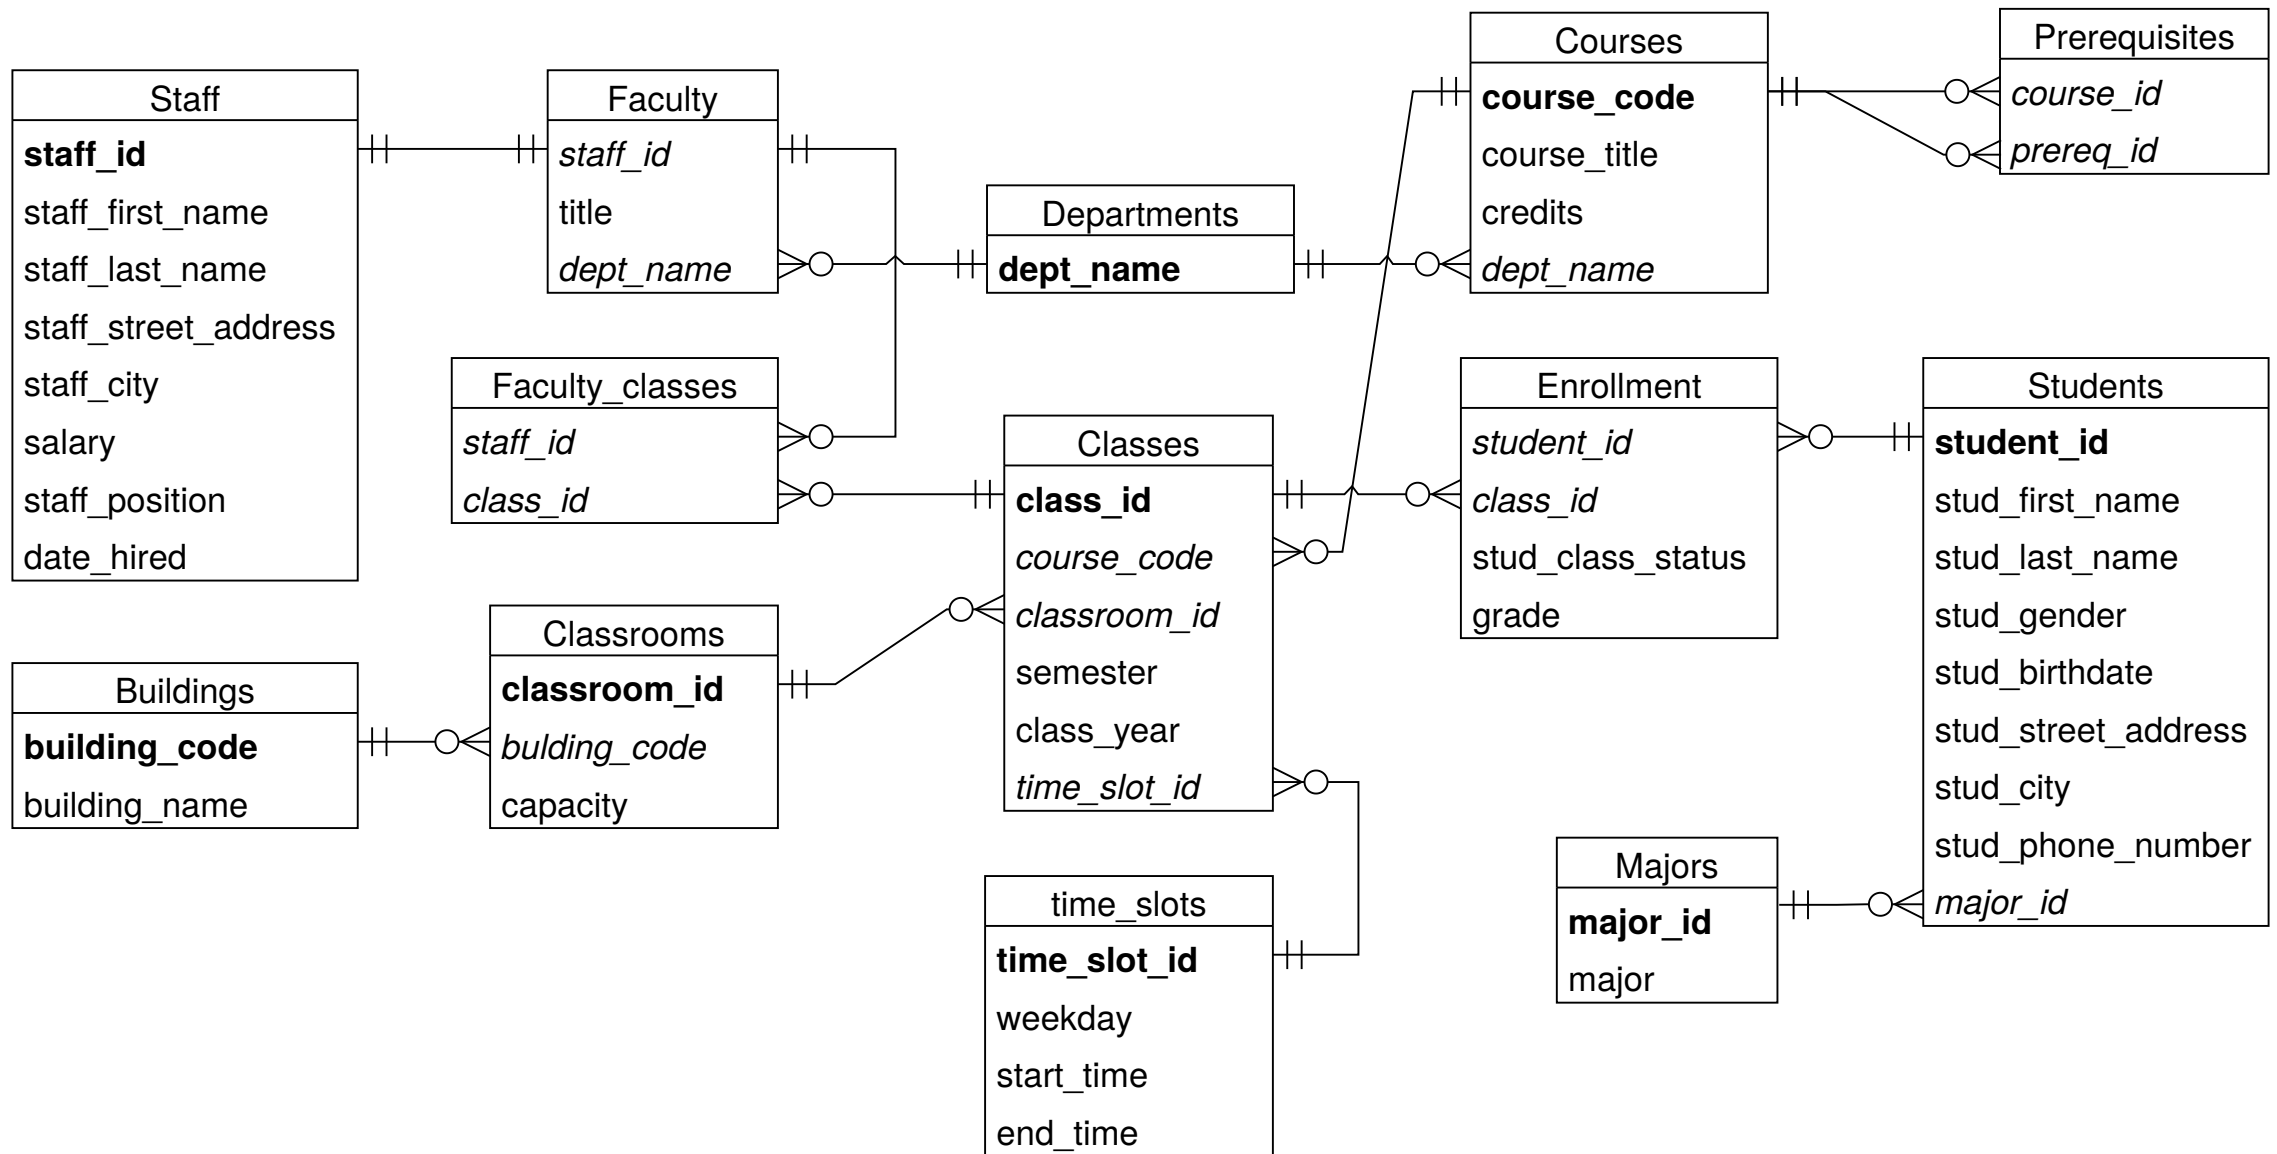 Staff
staff_id
staff_first_name
staff_last_name
staff_street_address
staff_city
salary
staff_position
date_hired
Faculty
staff_id
title
dept_name
Departments
dept_name
Courses
course_code
course_title
credits
dept_name
Prerequisites
course_id
prereq_id
Faculty_classes
staff_id
class_id
Classes
class_id
course_code
classroom_id
semester
class_year
time_slot_id
Enrollment
student_id
class_id
stud_class_status
grade
Students
student_id
stud_first_name
stud_last_name
stud_gender
stud_birthdate
stud_street_address
stud_city
stud_phone_number
major_id
Buildings
building_code
building_name
Classrooms
classroom_id
bulding_code
capacity
time_slots
time_slot_id
weekday
start_time
end_time
Majors
major_id
major